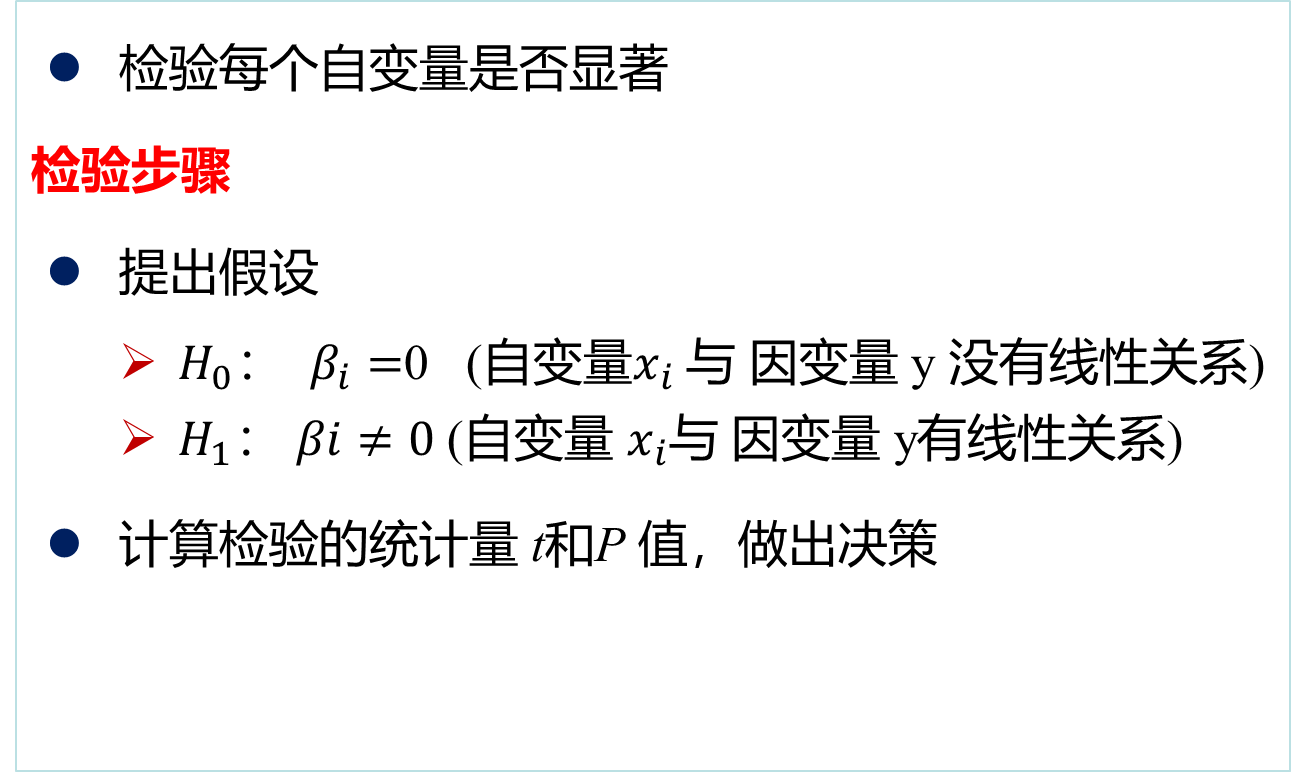 ● 检验每个自变量是否显著
检验步骤
● 提出假设
➢ H₀： βᵢ =0 (自变量xᵢ 与 因变量 y 没有线性关系)
➢ H₁： βi ≠ 0 (自变量 xᵢ与 因变量 y有线性关系)
● 计算检验的统计量 t和P 值，做出决策